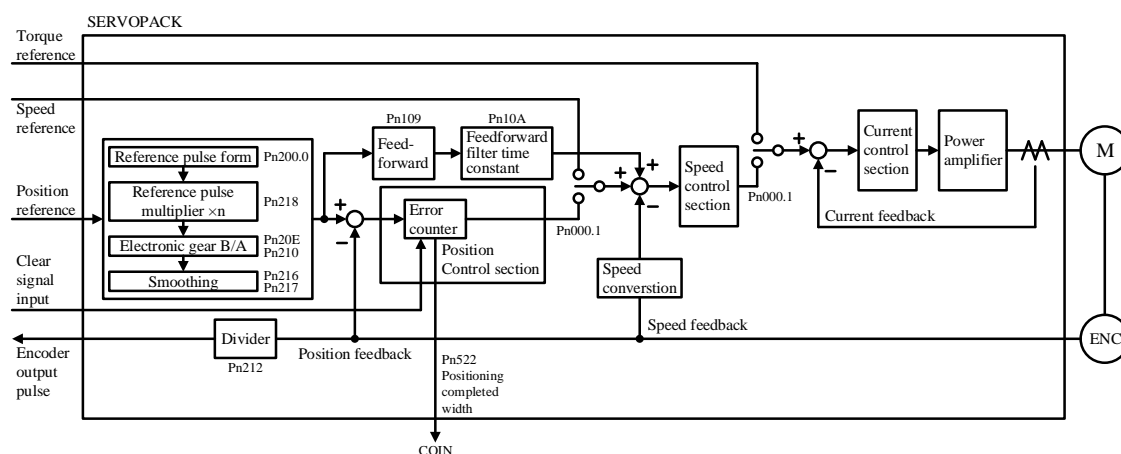 SERVOPACK
Torque
reference
Speed
reference
Pn109
Pn10A
Feed-
forward
Feedforward
filter time
constant
Reference pulse form
Pn200.0
Position
reference
Reference pulse
multiplier ×n
Pn218
Electronic gear B/A
Pn20E
Pn210
Smoothing
Pn216
Pn217
+
−
Error
counter
Position
Control section
Pn000.1
+
+
−
Speed
control
section
Pn000.1
+
−
Current
control
section
Power
amplifier
Current feedback
M
Clear
signal
input
Speed
converstion
Speed feedback
Encoder
output
pulse
Divider
Pn212
Position feedback
Pn522
Positioning
completed
width
ENC
COIN